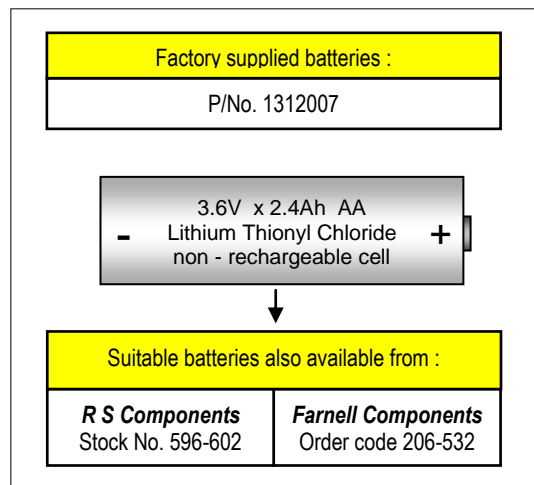 Factory supplied batteries :
P/No. 1312007
3.6V x 2.4Ah AA
- Lithium Thionyl Chloride +
non - rechargeable cell
Suitable batteries also available from :
R S Components
Stock No. 596-602
Farnell Components
Order code 206-532